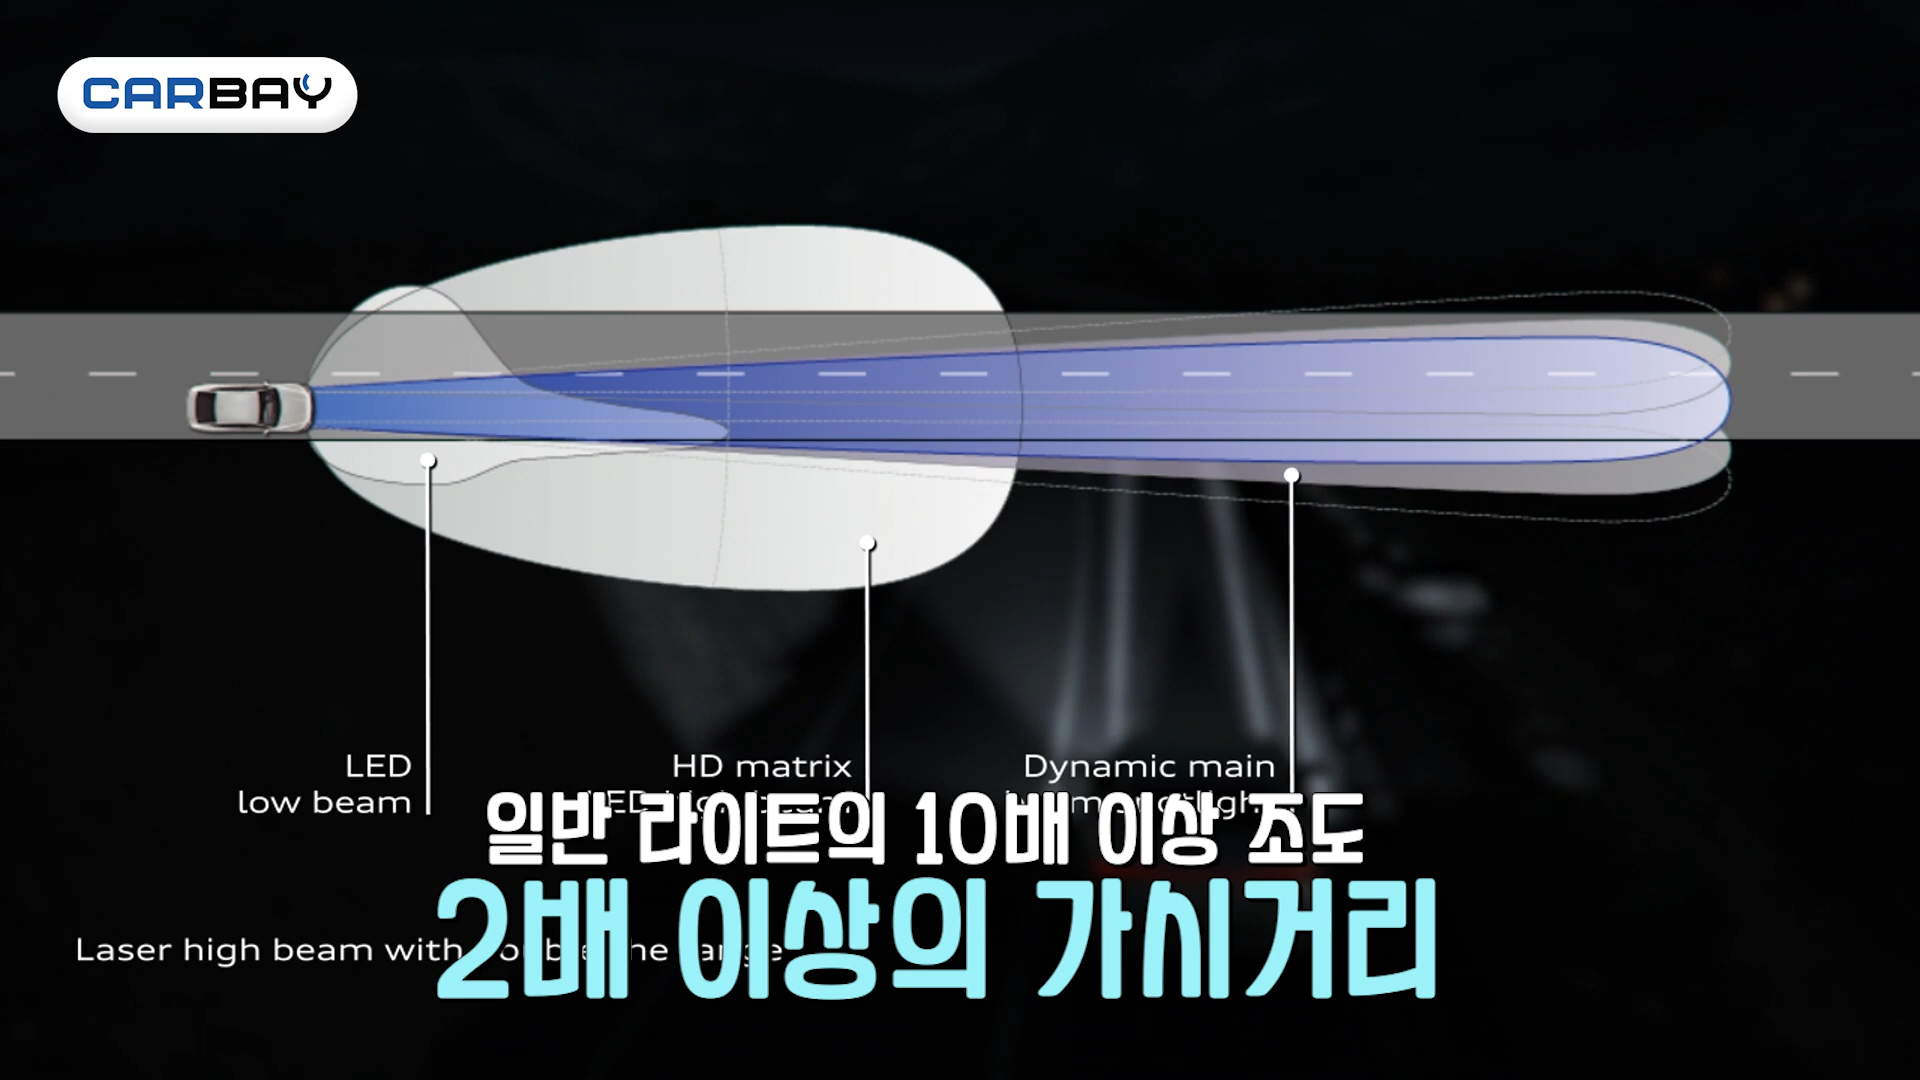 CARBAY
LED
low beam
HD matrix
Dynamic main
일반 라이트의 10배 이상 조도
2배 이상의 가시거리
Laser high beam with